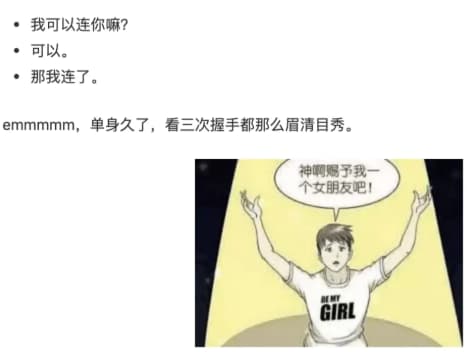 我可以连你嘛？
可以。
那我连了。
emmmmm，单身久了，看三次握手都那么眉清目秀。
神啊赐予我一
个女朋友吧！
BE MY
GIRL